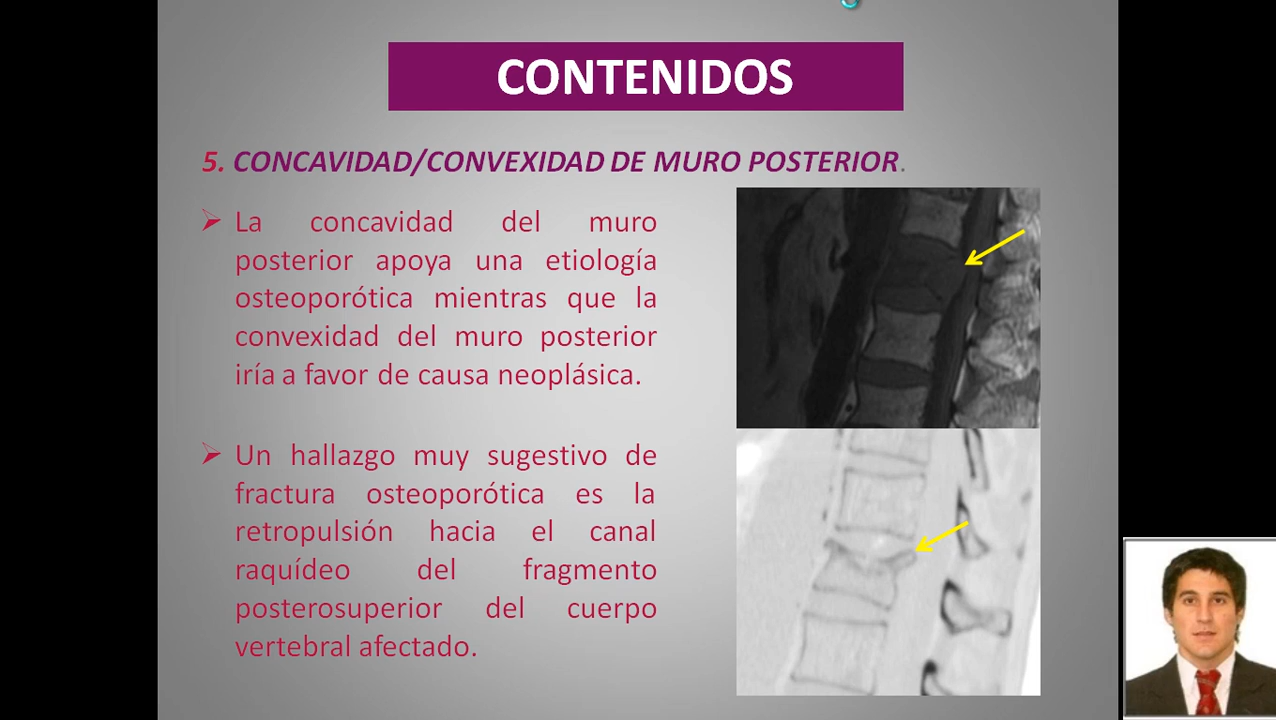 CONTENIDOS
5. CONCAVIDAD/CONVEXIDAD DE MURO POSTERIOR.
La concavidad del muro
posterior apoya una etiología
osteoporótica mientras que la
convexidad del muro posterior
iría a favor de causa neoplásica.
Un hallazgo muy sugestivo de
fractura osteoporótica es la
retropulsión hacia el canal
raquídeo del fragmento
posterosuperior del cuerpo
vertebral afectado.